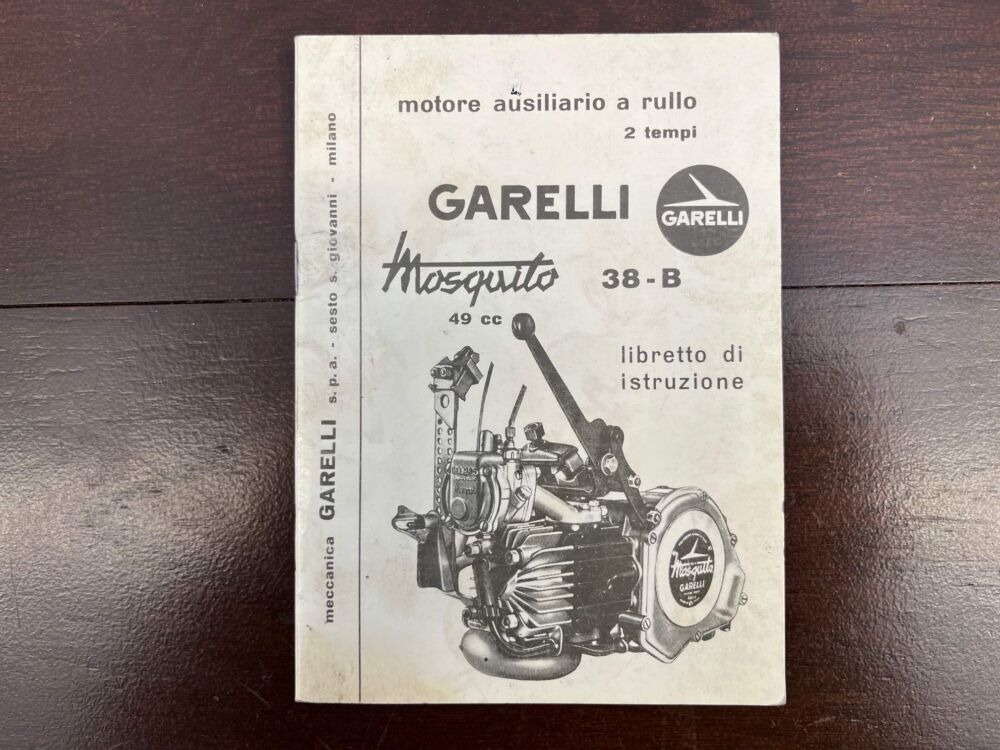 motore ausiliario a rullo
2 tempi
GARELLI
GARELLI
Mosquito 38-B
49 cc
libretto di
istruzione
meccanica GARELLI s.p.a. - sesto s. giovanni - milano
Mosquito
GARELLI